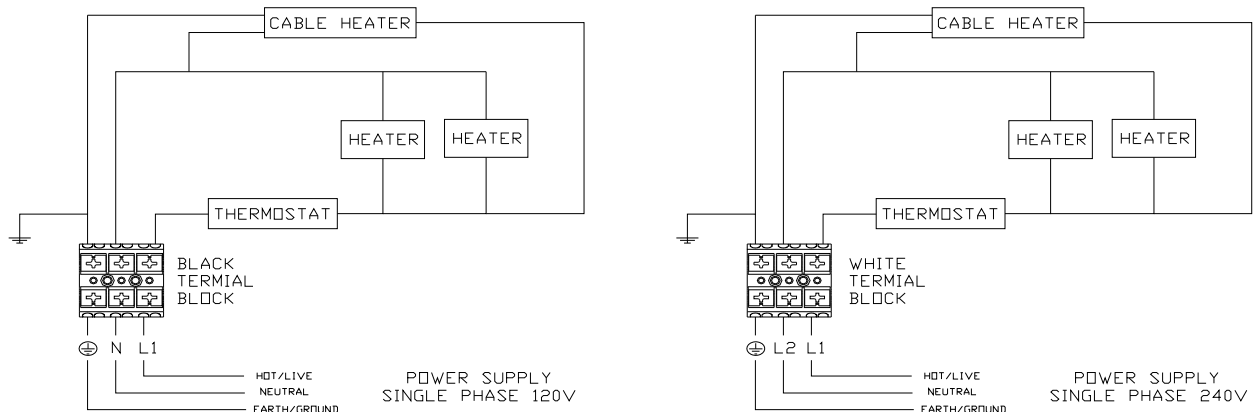 CABLE HEATER
HEATER
HEATER
THERMOSTAT
BLACK
TERMIAL
BLOCK
N
L1
HOT/LIVE
NEUTRAL
EARTH/GROUND
POWER SUPPLY
SINGLE PHASE 120V
CABLE HEATER
HEATER
HEATER
THERMOSTAT
WHITE
TERMIAL
BLOCK
L2
L1
HOT/LIVE
NEUTRAL
EARTH/GROUND
POWER SUPPLY
SINGLE PHASE 240V